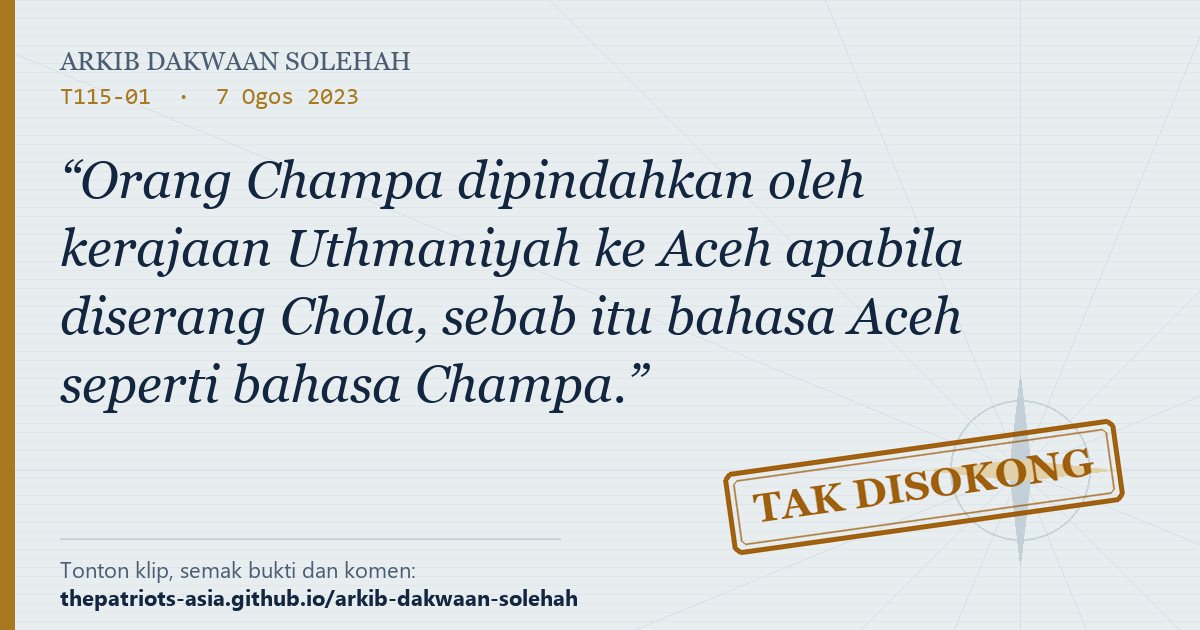 ARKIB DAKWAAN SOLEHAH
T115-01 · 7 Ogos 2023
“Orang Champa dipindahkan oleh
kerajaan Uthmaniyah ke Aceh apabila
diserang Chola, sebab itu bahasa Aceh
seperti bahasa Champa.”
TAK DISOKONG
Tonton klip, semak bukti dan komen:
thepatriots-asia.github.io/arkib-dakwaan-solehah